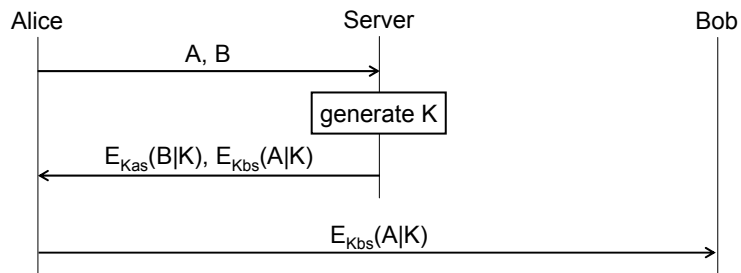 Alice
Server
Bob
A, B
generate K
E_Kas(B|K), E_Kbs(A|K)
E_Kbs(A|K)